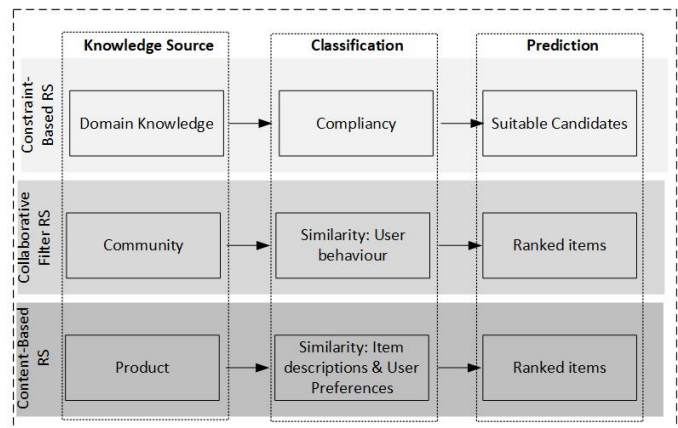 Knowledge Source
Classification
Prediction
Constraint-
Based RS
Domain Knowledge
Compliancy
Suitable Candidates
Collaborative
Filter RS
Community
Similarity: User
behaviour
Ranked items
Content-Based
RS
Product
Similarity: Item
descriptions & User
Preferences
Ranked items